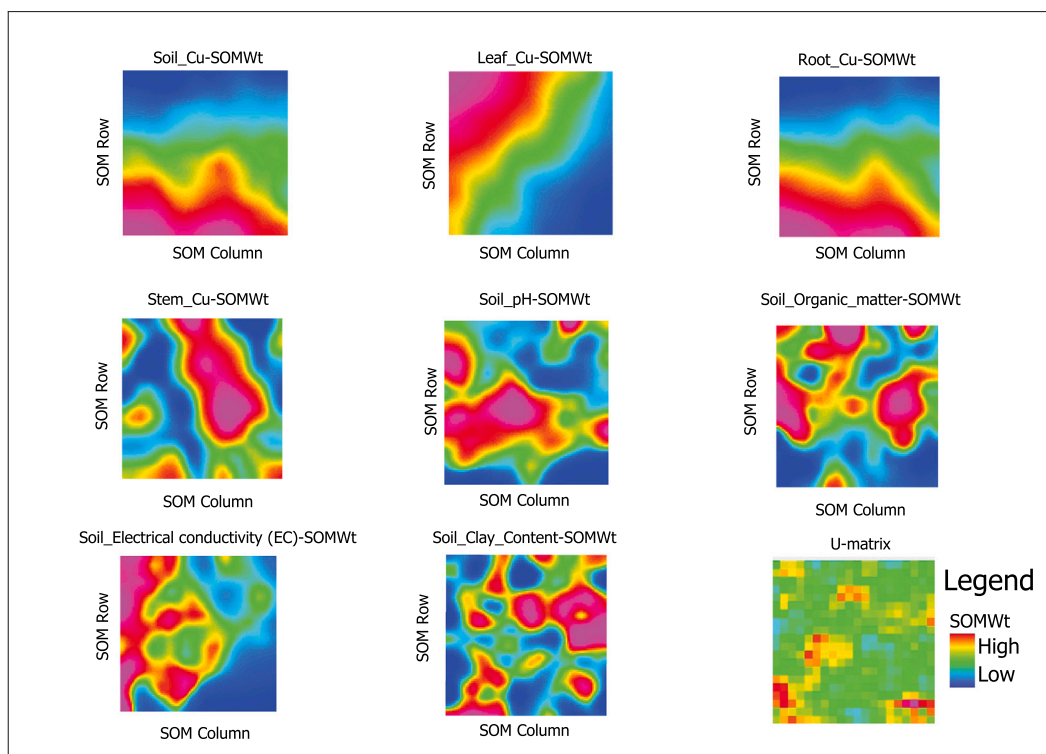 Soil_Cu-SOMWt
Leaf_Cu-SOMWt
Root_Cu-SOMWt
SOM Row
SOM Row
SOM Row
SOM Column
SOM Column
SOM Column
Stem_Cu-SOMWt
Soil_pH-SOMWt
Soil_Organic_matter-SOMWt
SOM Row
SOM Row
SOM Row
SOM Column
SOM Column
SOM Column
Soil_Electrical conductivity (EC)-SOMWt
Soil_Clay_Content-SOMWt
U-matrix
SOM Row
SOM Row
Legend
SOMWt
High
Low
SOM Column
SOM Column